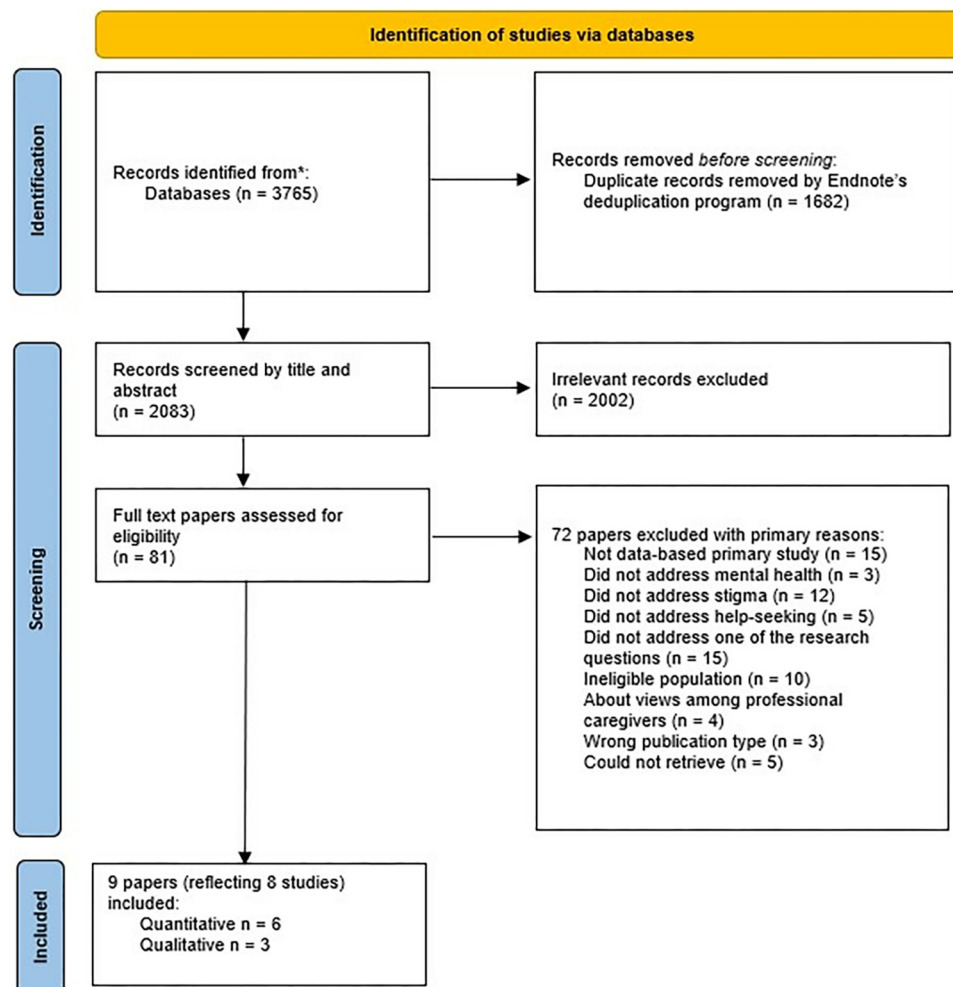 Identification of studies via databases
Identification
Records identified from*:
Databases (n = 3765)
Records removed before screening:
Duplicate records removed by Endnote's
deduplication program (n = 1682)
Screening
Records screened by title and
abstract
(n = 2083)
Irrelevant records excluded
(n = 2002)
Full text papers assessed for
eligibility
(n = 81)
72 papers excluded with primary reasons:
Not data-based primary study (n = 15)
Did not address mental health (n = 3)
Did not address stigma (n = 12)
Did not address help-seeking (n = 5)
Did not address one of the research
questions (n = 15)
Ineligible population (n = 10)
About views among professional
caregivers (n = 4)
Wrong publication type (n = 3)
Could not retrieve (n = 5)
Included
9 papers (reflecting 8 studies)
included:
Quantitative n = 6
Qualitative n = 3